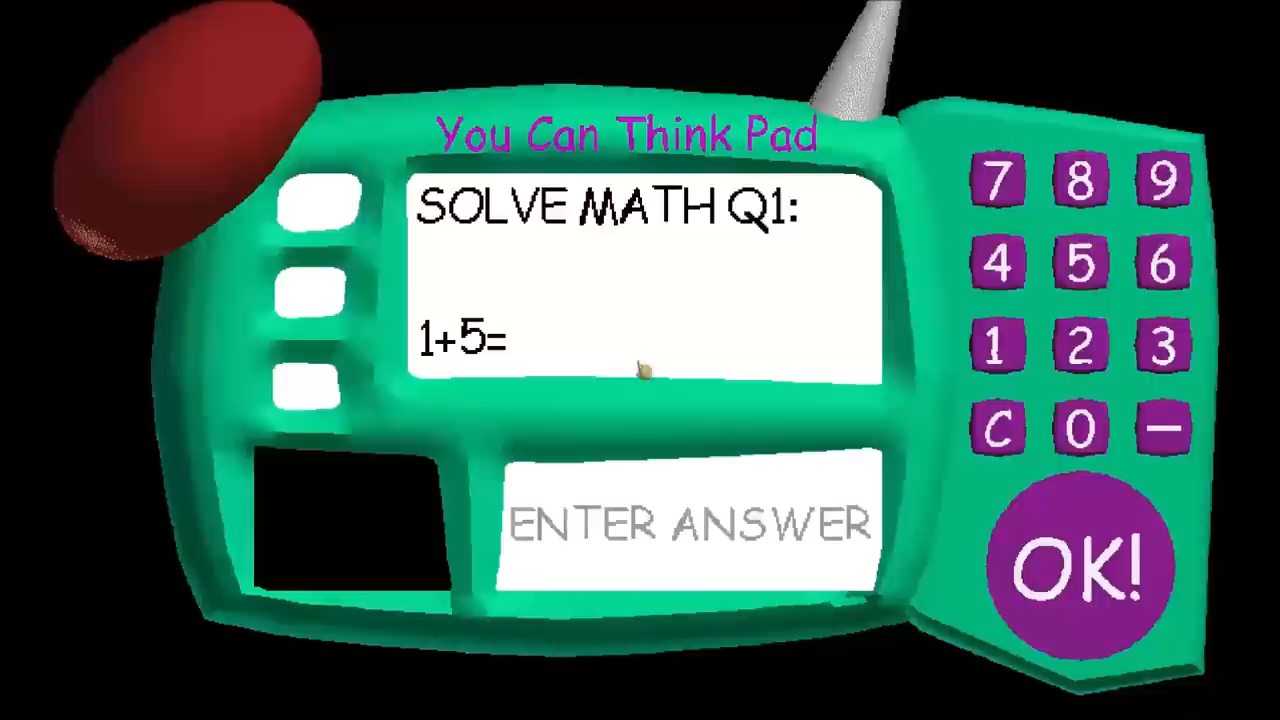 You Can Think Pad
SOLVE MATH Q1:
1+5=
ENTER ANSWER
7 8 9
4 5 6
1 2 3
C 0 —
OK!